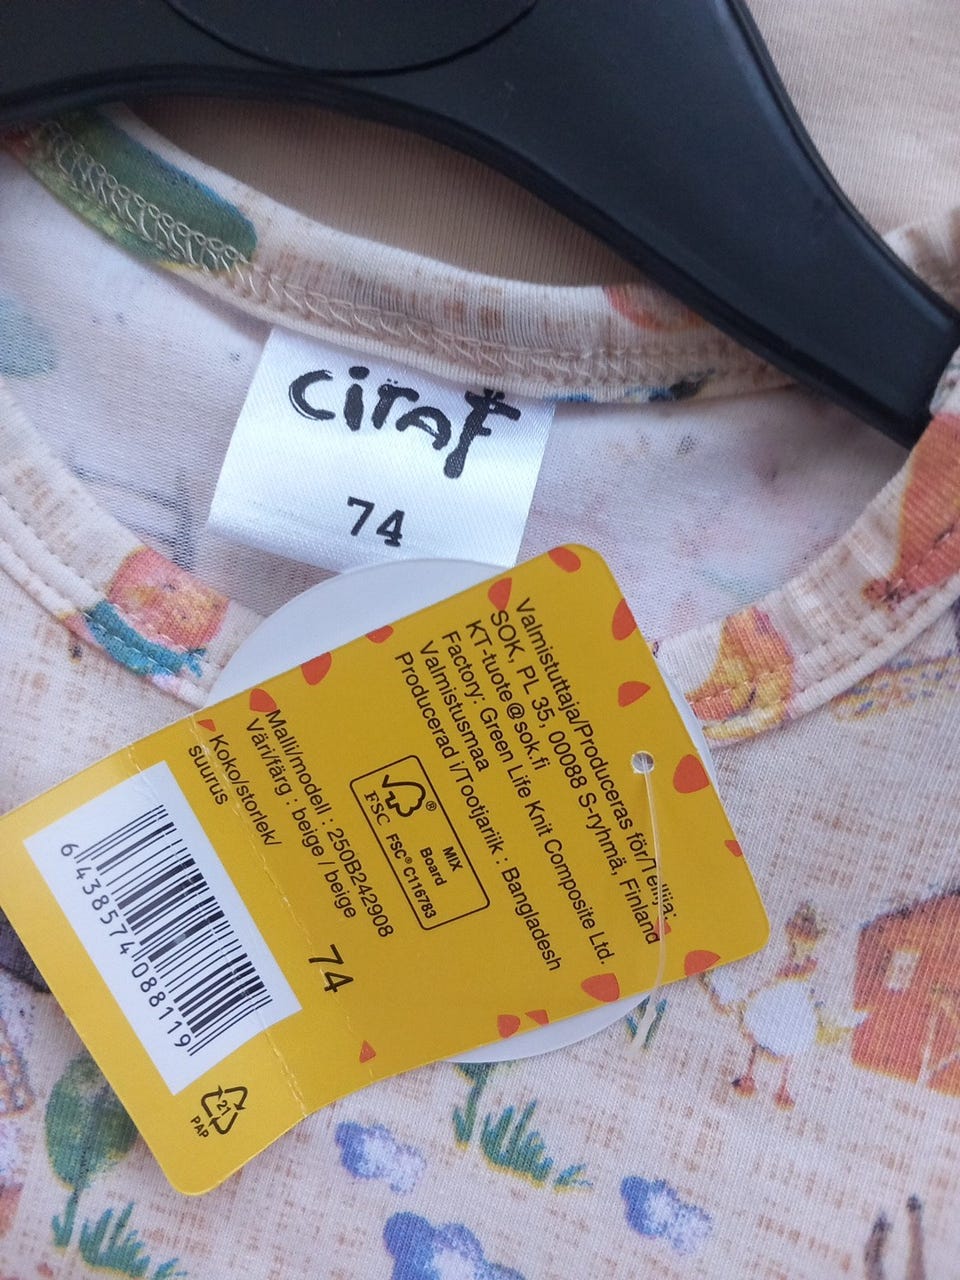 CiTaT
74
Valmistuttaja/Produceras för/Tellija:
SOK, PL 35, 00088 S-ryhmä, Finland
KT-tuote@sok.fi
Factory: Green Life Knit Composite Ltd.
Valmistusmaa
Producerad i/Tootjariik : Bangladesh
FSC
MIX
Board
FSC® C116783
Malli/modell : 250B242908
Väri/färg : beige / beige
Koko/storlek/
suurus
74
6 438574 088119
21
PAP